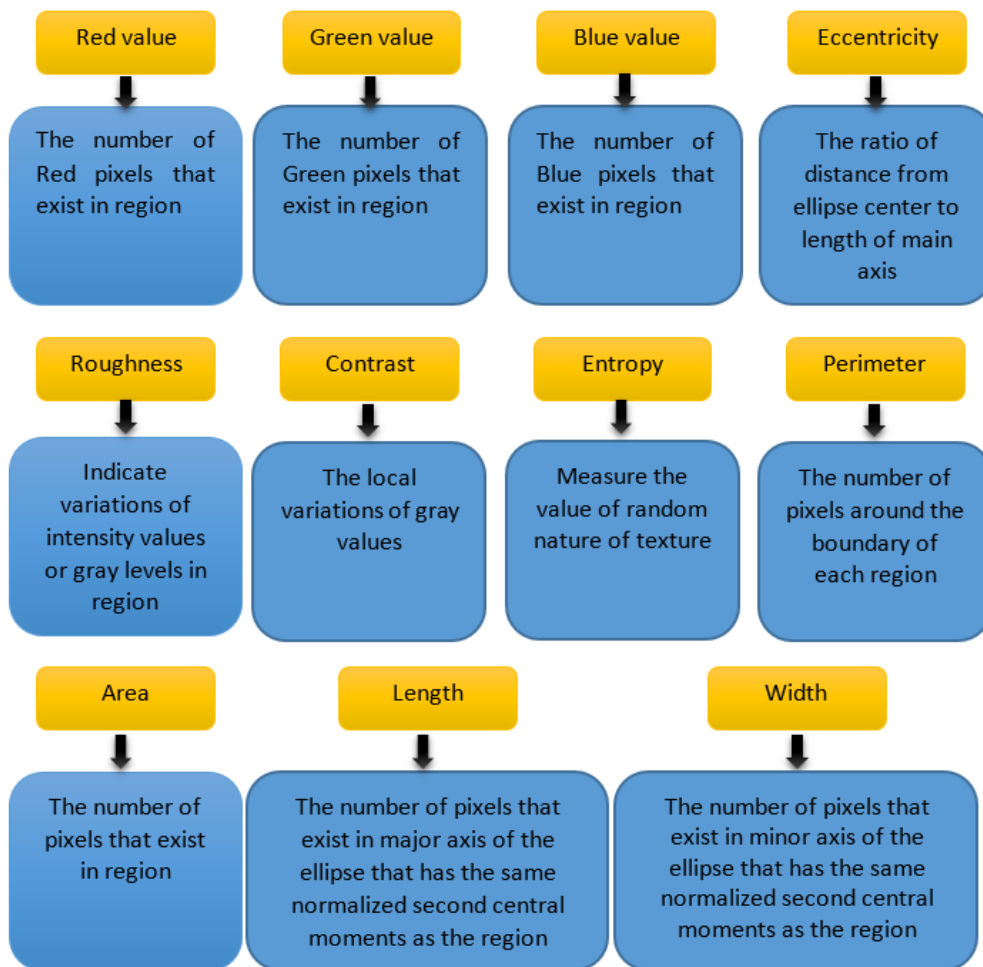 Red value
The number of
Red pixels that
exist in region
Green value
The number of
Green pixels that
exist in region
Blue value
The number of
Blue pixels that
exist in region
Eccentricity
The ratio of
distance from
ellipse center to
length of main
axis
Roughness
Indicate
variations of
intensity values
or gray levels in
region
Contrast
The local
variations of gray
values
Entropy
Measure the
value of random
nature of texture
Perimeter
The number of
pixels around the
boundary of
each region
Area
The number of
pixels that exist
in region
Length
The number of pixels that
exist in major axis of the
ellipse that has the same
normalized second central
moments as the region
Width
The number of pixels that
exist in minor axis of the
ellipse that has the same
normalized second central
moments as the region